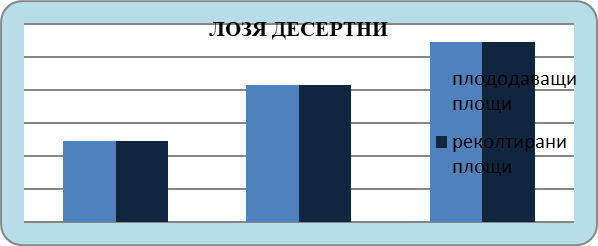 ЛОЗЯ ДЕСЕРТНИ
плододаващи
площи
реколтирани
площи